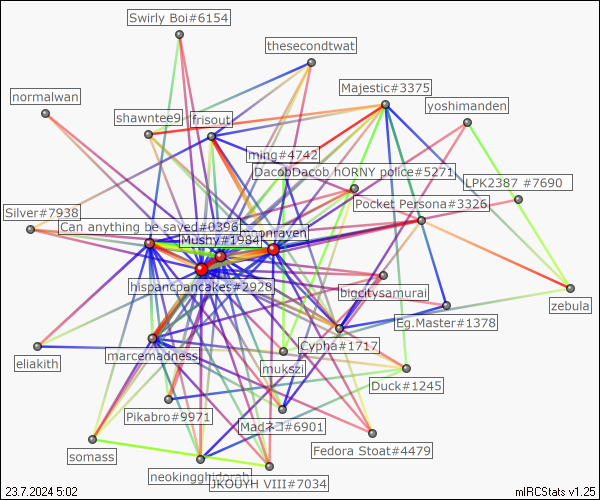 Swirly Boi#6154
thesecondtwat
Majestic#3375
normalwan
yoshimanden
shawntee9
frisout
ming#4742
DacobDacob hORNY police#5271
LPK2387 #7690
Pocket Persona#3326
Silver#7938
Can anything be saved#0396
Mushy#1984
onraven
hispancpancakes#2928
bigcitysamurai
zebula
Eg.Master#1378
Cypha#1717
marcemadness
eliakith
mukszi
Duck#1245
Pikabro#9971
Madネコ#6901
Fedora Stoat#4479
somass
neokingghidorah
JKOUYH VIII#7034
23.7.2024 5:02
mIRCStats v1.25